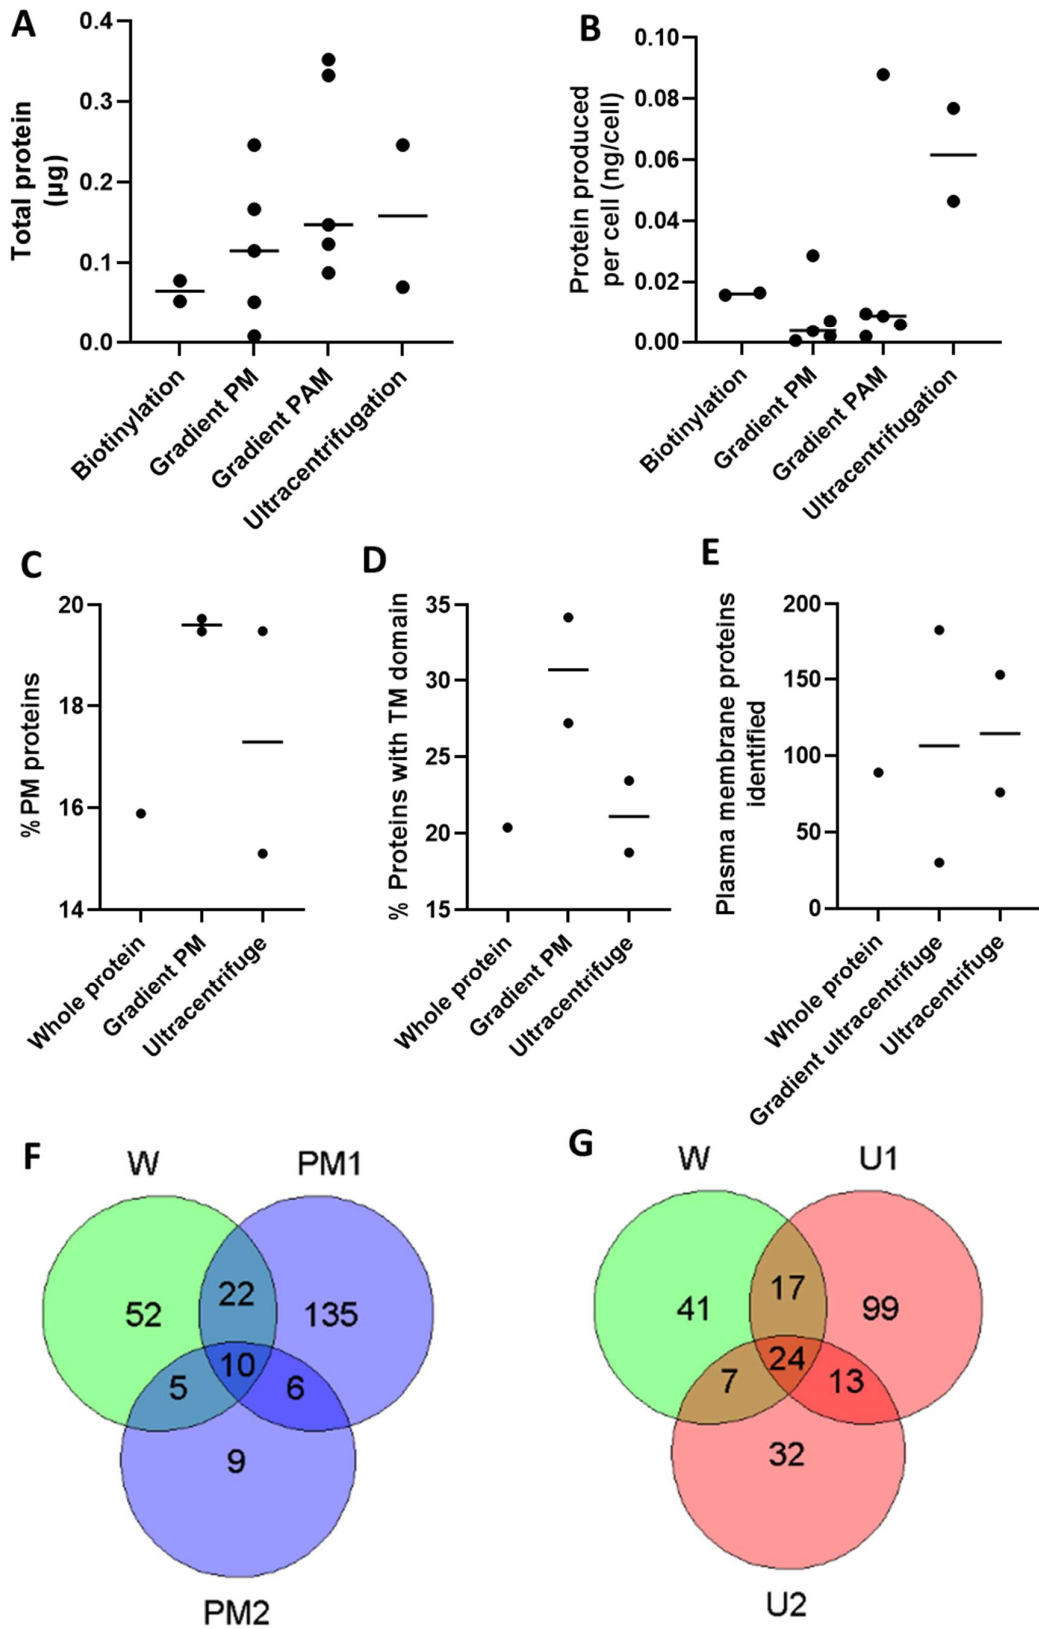 A
Total protein
(µg)
0.4
0.3
0.2
0.1
0.0
Biotinylation
Gradient PM
Gradient PAM
Ultracentrifugation
B
Protein produced
per cell (ng/cell)
0.10
0.08
0.06
0.04
0.02
0.00
Biotinylation
Gradient PM
Gradient PAM
Ultracentrifugation
C
% PM proteins
20
18
16
14
Whole protein
Gradient PM
Ultracentrifuge
D
% Proteins with TM domain
35
30
25
20
15
Whole protein
Gradient PM
Ultracentrifuge
E
Plasma membrane proteins
identified
200
150
100
50
0
Whole protein
Gradient ultracentrifuge
Ultracentrifuge
F
W PM1
22
52 135
10
5 6
9
PM2
G
W U1
17
41 99
24
7 13
32
U2